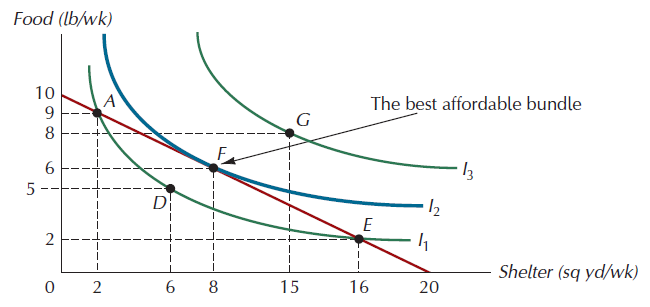 Food (lb/wk)
10
A
9
8
G
The best affordable bundle
F
6
I3
5
D
I2
E
2
I1
Shelter (sq yd/wk)
0 2 6 8 15 16 20